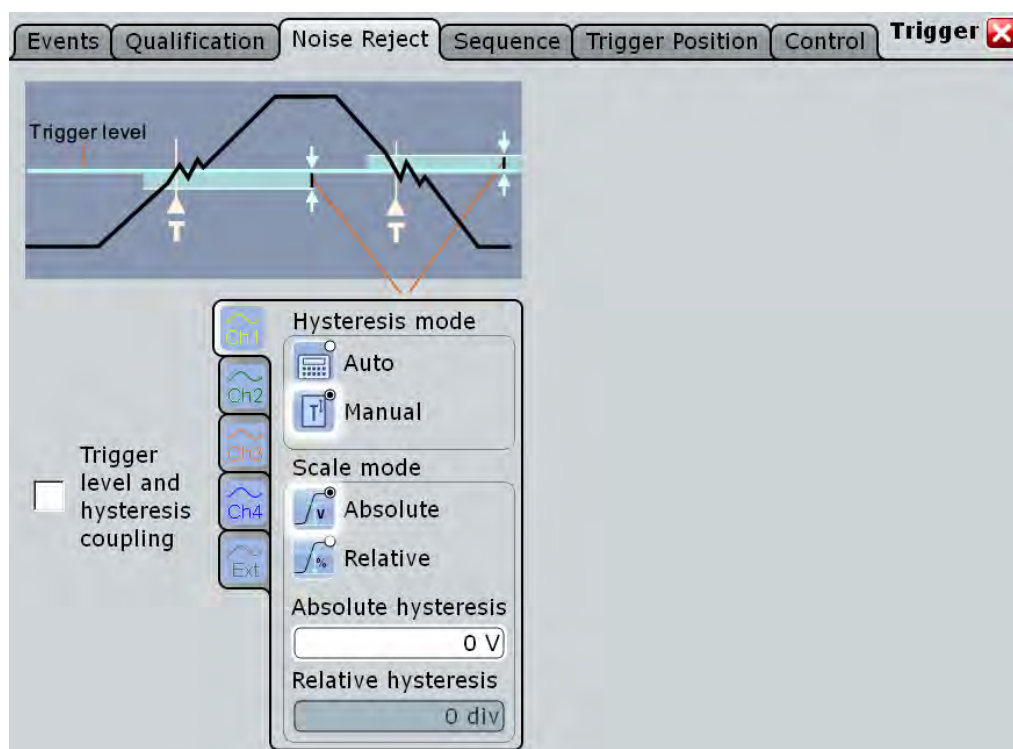 Events Qualification Noise Reject Sequence Trigger Position Control Trigger
Trigger level
T
T
Hysteresis mode
Ch1
Auto
Ch2
T
Manual
Ch3
Trigger
level and
hysteresis
coupling
Scale mode
Ch4
V
Absolute
Ext
%
Relative
Absolute hysteresis
0 V
Relative hysteresis
0 div